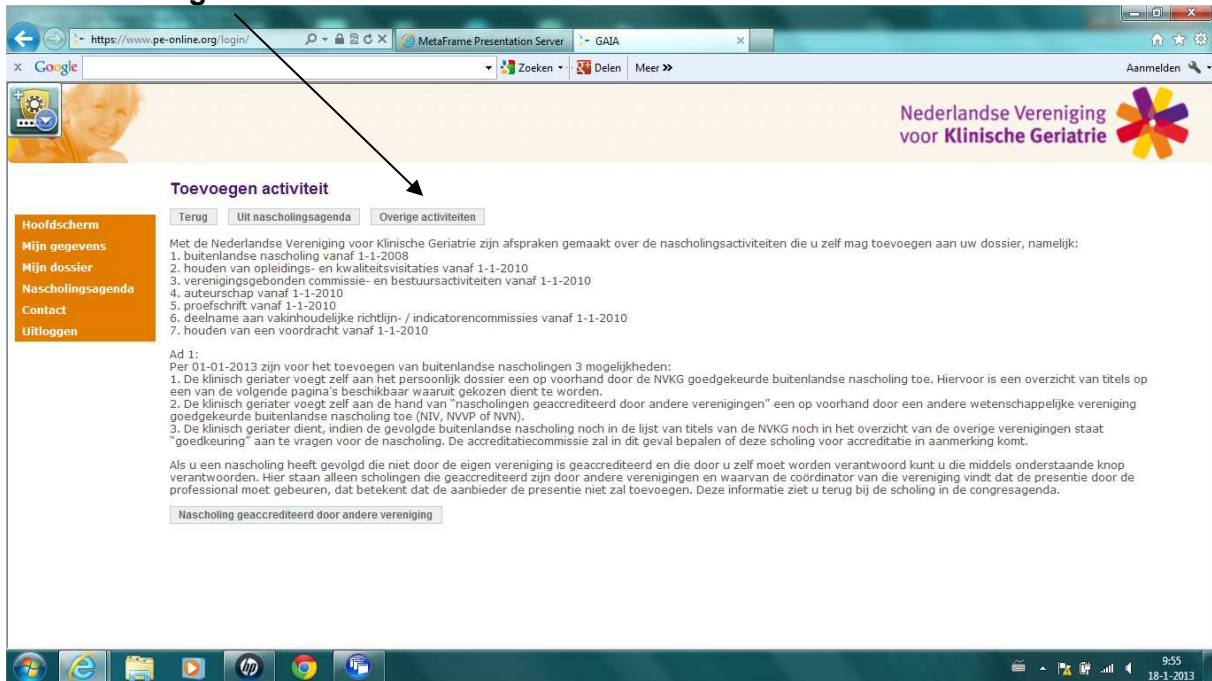 https://www.pe-online.org/login/
MetaFrame Presentation Server
GAIA
x Google
Zoeken
Delen
Meer »
Aanmelden
Nederlandse Vereniging
voor Klinische Geriatrie
Toevoegen activiteit
Terug
Uit nascholingsagenda
Overige activiteiten
Hoofdscherm
Mijn gegevens
Mijn dossier
Nascholingsagenda
Contact
Uitloggen
Met de Nederlandse Vereniging voor Klinische Geriatrie zijn afspraken gemaakt over de nascholingsactiviteiten die u zelf mag toevoegen aan uw dossier, namelijk:
1. buitenlandse nascholing vanaf 1-1-2008
2. houden van opleidings- en kwaliteitsvisitaties vanaf 1-1-2010
3. verenigingsgebonden commissie- en bestuursactiviteiten vanaf 1-1-2010
4. auteurschap vanaf 1-1-2010
5. proefschrift vanaf 1-1-2010
6. deelname aan vakinhoudelijke richtlijn- / indicatorencommissies vanaf 1-1-2010
7. houden van een voordracht vanaf 1-1-2010
Ad 1:
Per 01-01-2013 zijn voor het toevoegen van buitenlandse nascholingen 3 mogelijkheden:
1. De klinisch geriater voegt zelf aan het persoonlijk dossier een op voorhand door de NVKG goedgekeurde buitenlandse nascholing toe. Hiervoor is een overzicht van titels op
een van de volgende pagina's beschikbaar waaruit gekozen dient te worden.
2. De klinisch geriater voegt zelf aan de hand van "nascholingen geaccrediteerd door andere verenigingen" een op voorhand door een andere wetenschappelijke vereniging
goedgekeurde buitenlandse nascholing toe (NIV, NVVP of NVN).
3. De klinisch geriater dient, indien de gevolgde buitenlandse nascholing noch in de lijst van titels van de NVKG noch in het overzicht van de overige verenigingen staat
"goedkeuring" aan te vragen voor de nascholing. De accreditatiecommissie zal in dit geval bepalen of deze scholing voor accreditatie in aanmerking komt.
Als u een nascholing heeft gevolgd die niet door de eigen vereniging is geaccrediteerd en die door u zelf moet worden verantwoord kunt u die middels onderstaande knop
verantwoorden. Hier staan alleen scholingen die geaccrediteerd zijn door andere verenigingen en waarvan de coördinator van die vereniging vindt dat de presentie door de
professional moet gebeuren, dat betekent dat de aanbieder de presentie niet zal toevoegen. Deze informatie ziet u terug bij de scholing in de congresagenda.
Nascholing geaccrediteerd door andere vereniging
9:55
18-1-2013